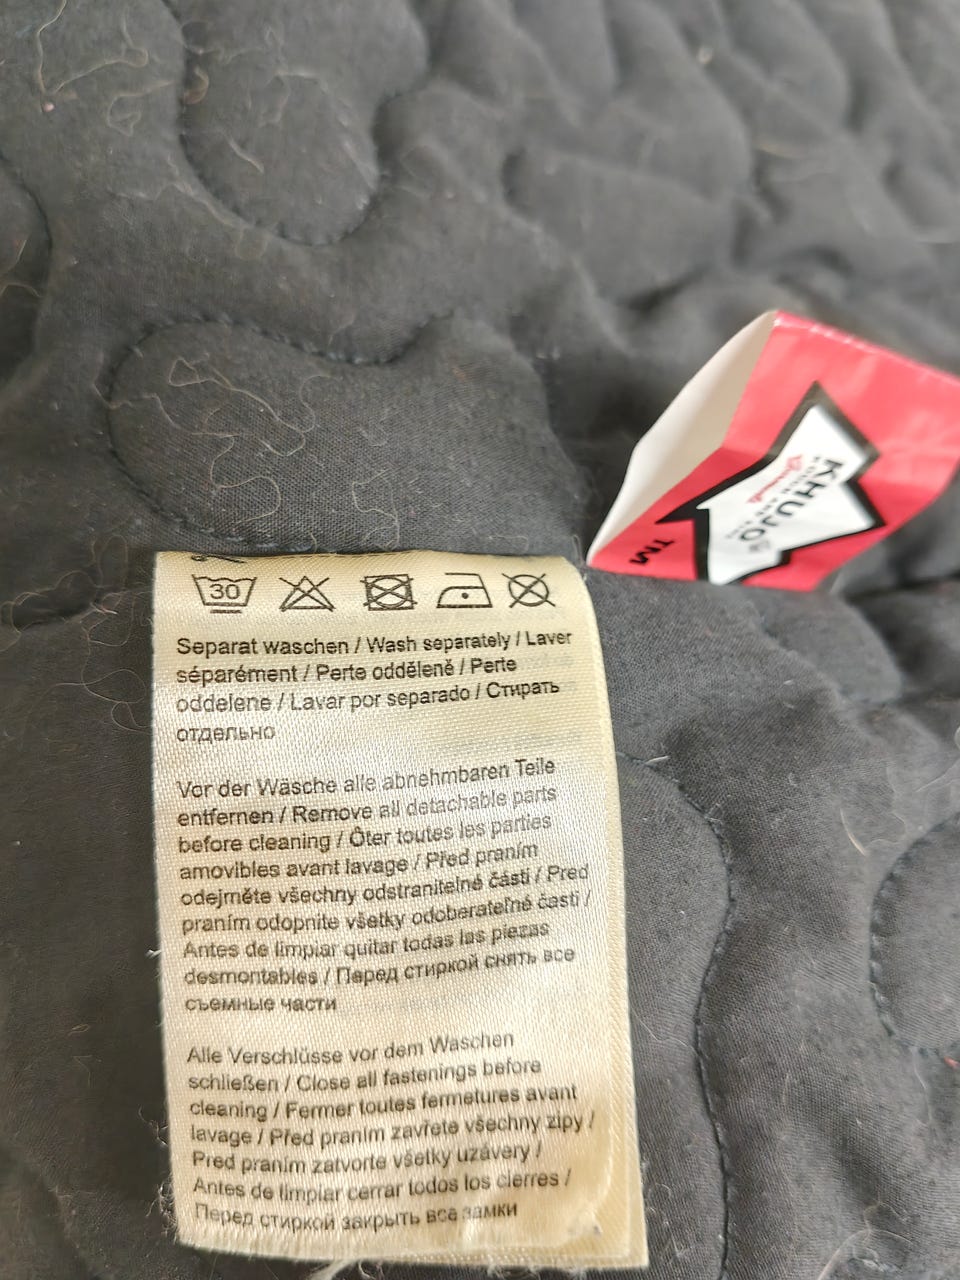 30
Separat waschen / Wash separately / Laver
séparément / Perte odděleně / Perte
oddelene / Lavar por separado / Стирать
отдельно
Vor der Wäsche alle abnehmbaren Teile
entfernen / Remove all detachable parts
before cleaning / Ôter toutes les parties
amovibles avant lavage / Před praním
odejměte všechny odstranitelné části / Pred
praním odopnite všetky odoberateľné časti /
Antes de limpiar quitar todas las piezas
desmontables / Перед стиркой снять все
съемные части
Alle Verschlüsse vor dem Waschen
schließen / Close all fastenings before
cleaning / Fermer toutes fermetures avant
lavage / Před praním zavřete všechny zipy /
Pred praním zatvorte všetky uzávery /
Antes de limpiar cerrar todos los cierres /
Перед стиркой закрыть все замки
KHUJO
TM